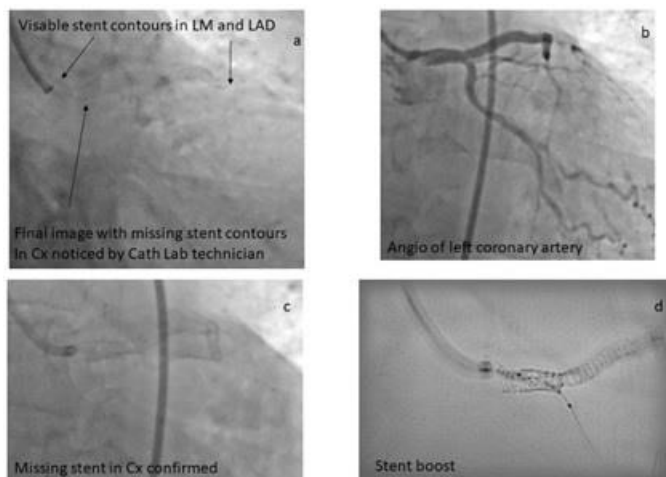 Visable stent contours in LM and LAD
a
Final image with missing stent contours
In Cx noticed by Cath Lab technician
b
Angio of left coronary artery
c
Missing stent in Cx confirmed
d
Stent boost